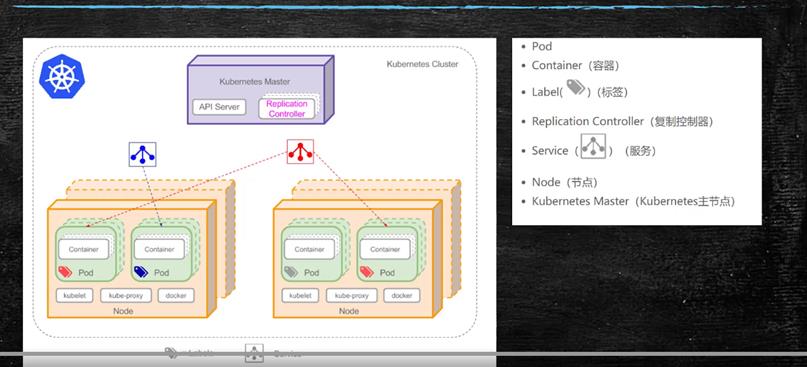 Kubernetes Cluster
Kubernetes Master
API Server
Replication
Controller
Container
Container
Pod
Pod
kubelet
kube-proxy
docker
Node
Container
Container
Pod
Pod
kubelet
kube-proxy
docker
Node
• Pod
• Container（容器）
• Label( )（标签）
• Replication Controller（复制控制器）
• Service（ ）（服务）
• Node（节点）
• Kubernetes Master（Kubernetes主节点）